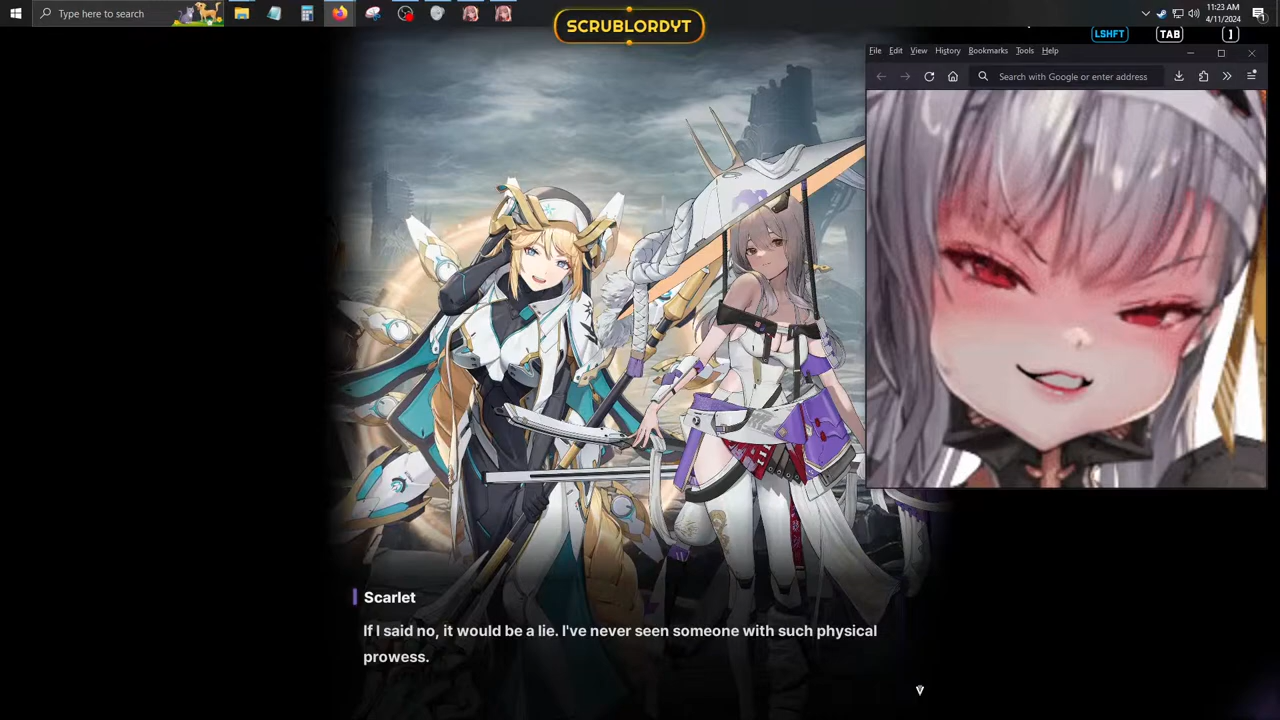 Type here to search
SCRUBLORDYT
11:23 AM
4/11/2024
1
LSHFT
TAB
]
File Edit View History Bookmarks Tools Help
Search with Google or enter address
Scarlet
If I said no, it would be a lie. I've never seen someone with such physical
prowess.